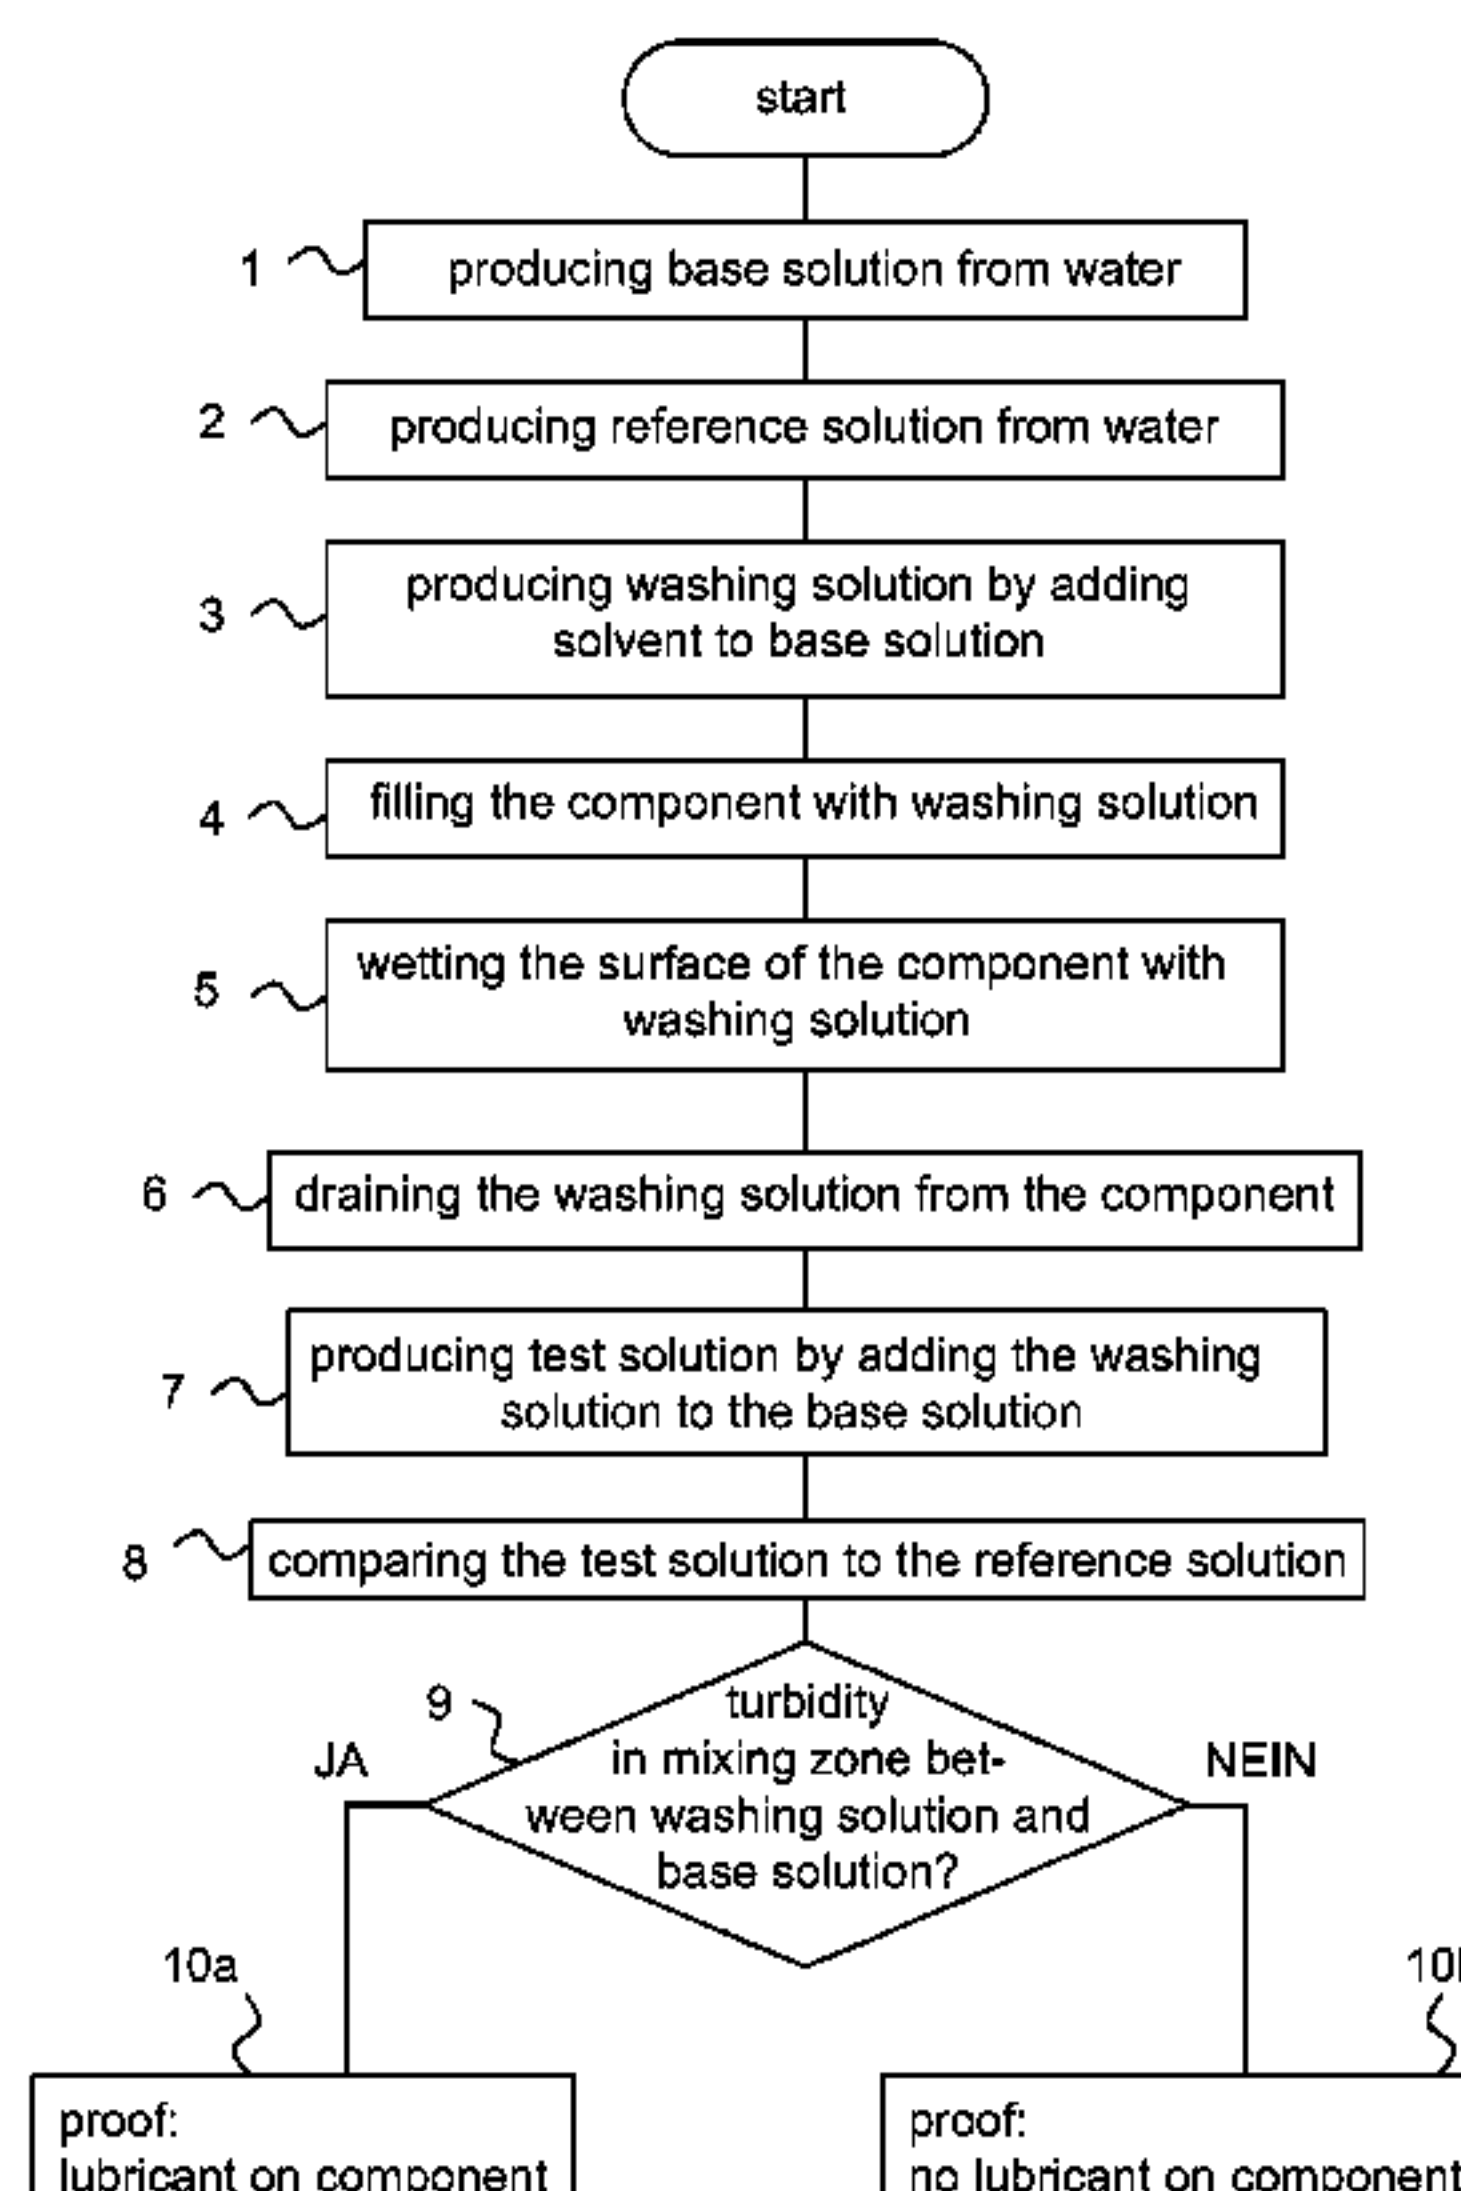 start
1
producing base solution from water
2
producing reference solution from water
3
producing washing solution by adding
solvent to base solution
4
filling the component with washing solution
5
wetting the surface of the component with
washing solution
6
draining the washing solution from the component
7
producing test solution by adding the washing
solution to the base solution
8
comparing the test solution to the reference solution
9
turbidity
in mixing zone bet-
ween washing solution and
base solution?
JA
NEIN
10a
proof:
lubricant on component
proof:
no lubricant on component